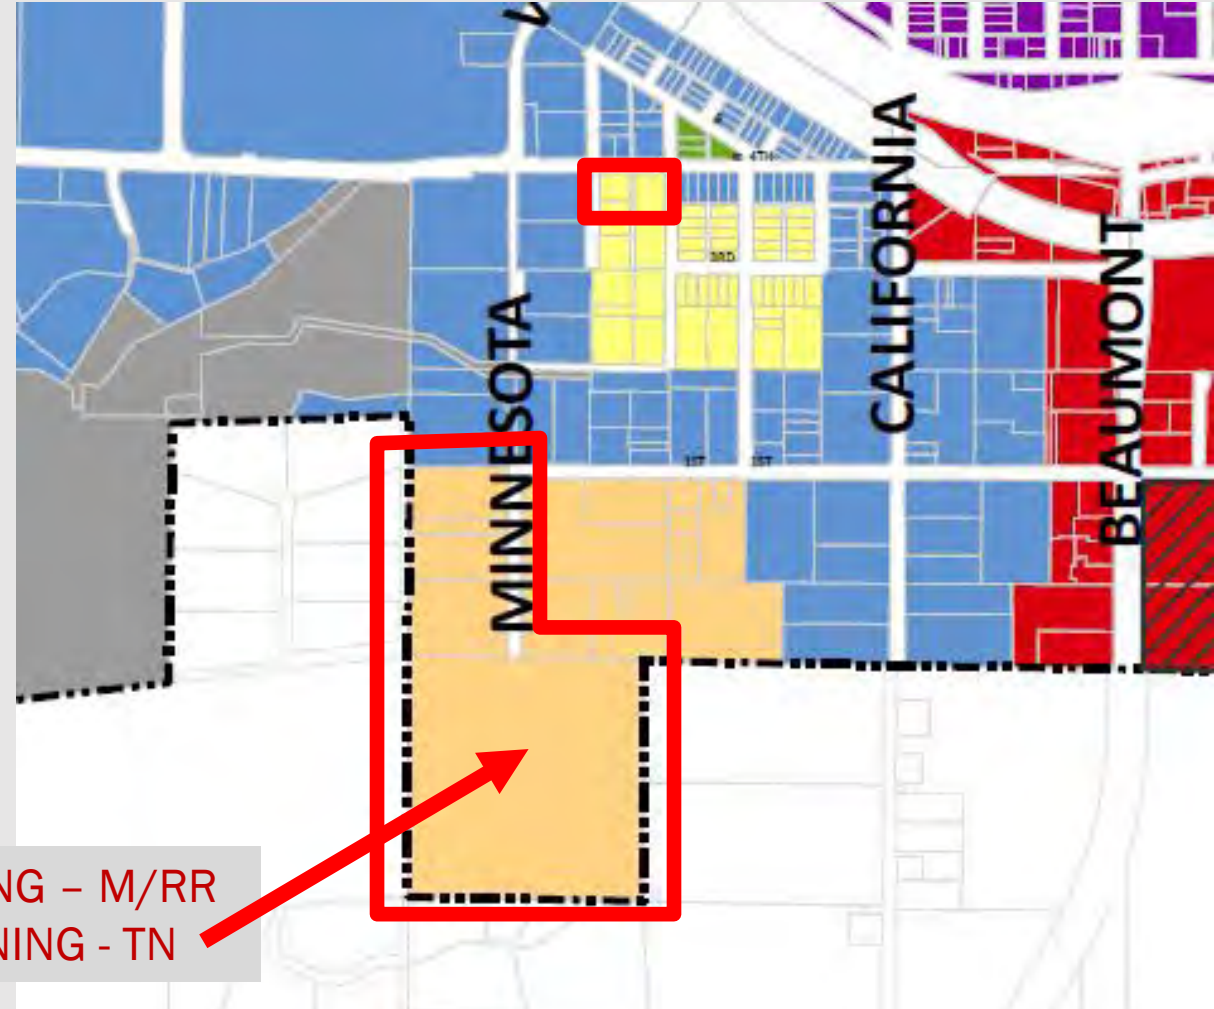 W 4TH
CALIFORNIA
3RD
BEAUMONT
MINNESOTA
1ST
1ST
NG – M/RR
NING - TN